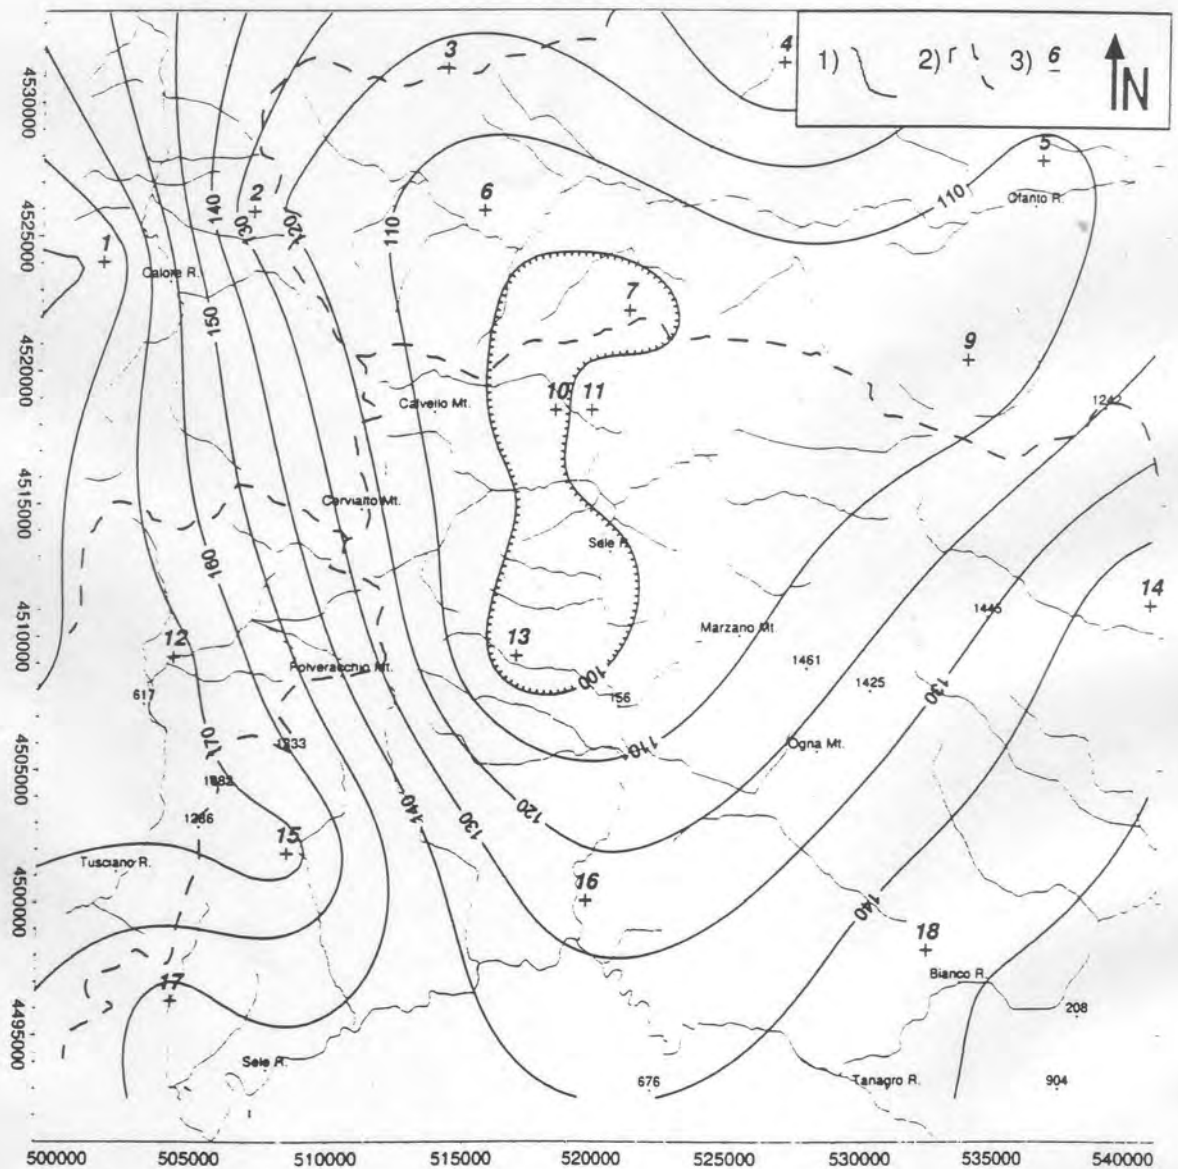 1) 2) 3) 6 N
3 4
4530000
5
2 6
140 130 120 110 110
Ofanto R.
4525000
1
Calore R.
7
150
9
4520000
Calvello Mt.
10 11
1242
4515000
Cervialto Mt.
Sele R.
160
14
4510000
12 13
Marzano Mt.
1445
Polveracchio Mt.
1461
617
100
156
1425
130
170
1233
110
Ogna Mt.
4505000
140 130 120
1286
15
Tusciano R.
16
4500000
140
18
17
Bianco R.
208
4495000
Sele R.
676
Tanagro R.
904
500000 505000 510000 515000 520000 525000 530000 535000 540000